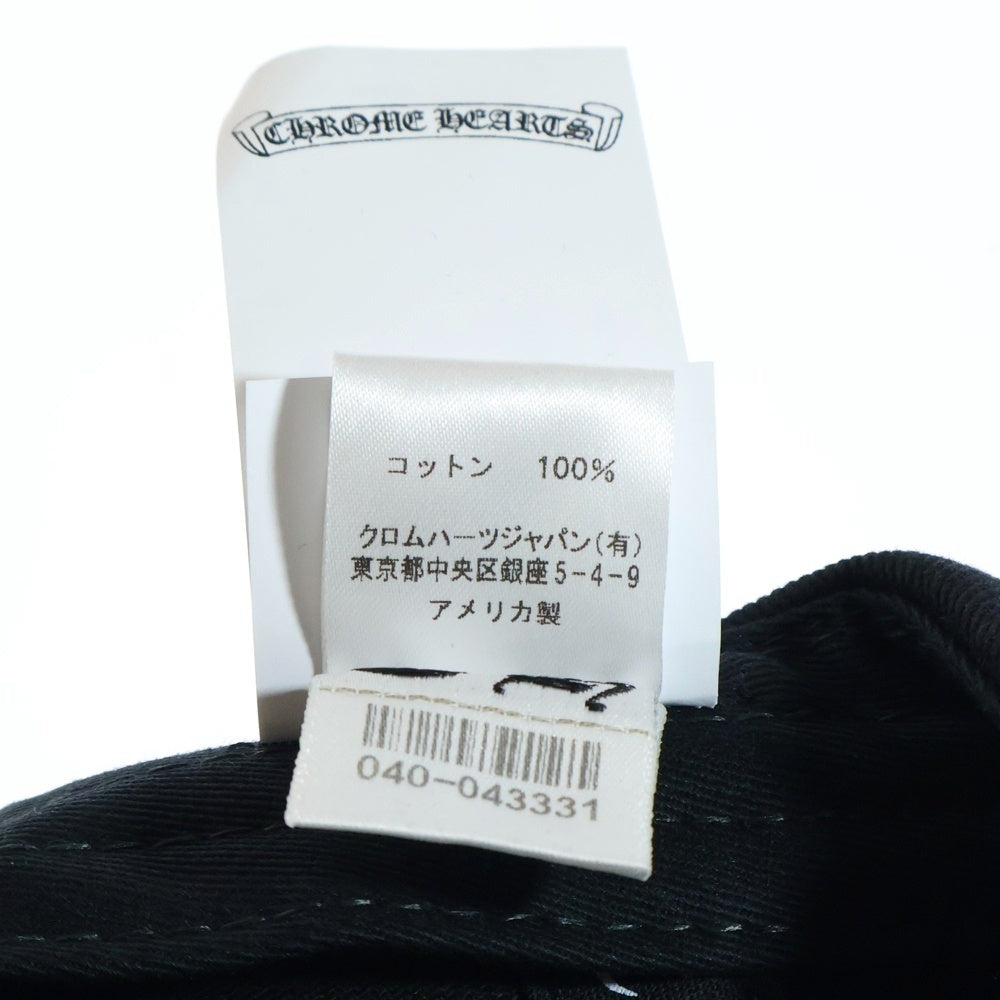 CHROME HEARTS
コットン 100%
クロムハーツジャパン(有)
東京都中央区銀座5-4-9
アメリカ製
040-043331